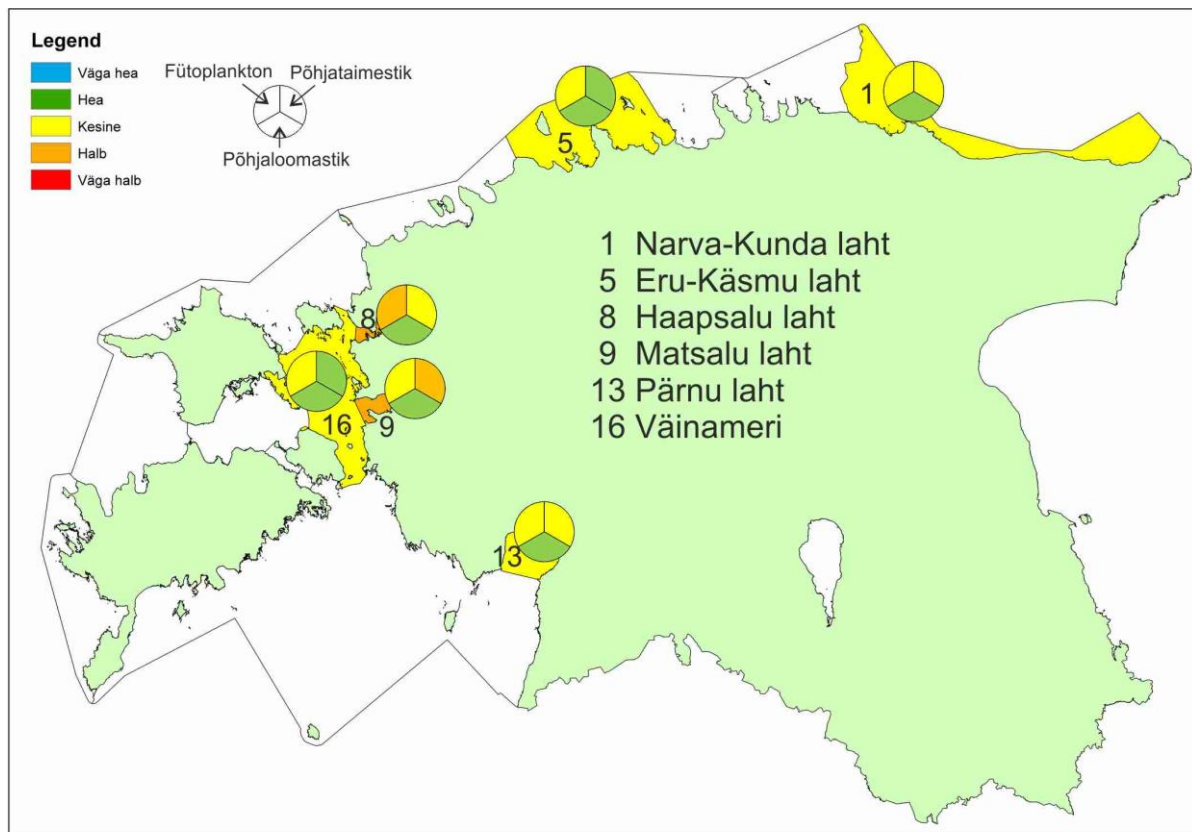 Legend
Väga hea
Hea
Kesine
Halb
Väga halb
Fütoplankton
Põhjataimestik
Põhjaloomastik
5
1
8
16
9
13
1 Narva-Kunda laht
5 Eru-Käsmu laht
8 Haapsalu laht
9 Matsalu laht
13 Pärnu laht
16 Väinameri